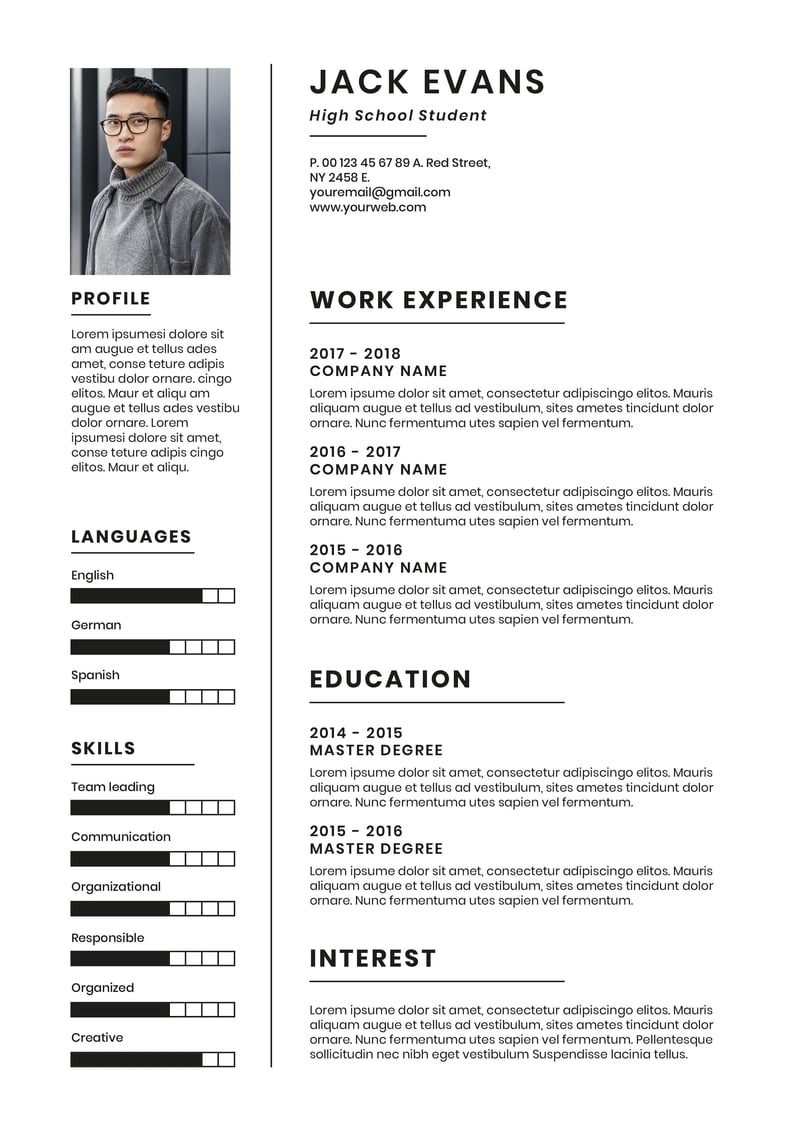 JACK EVANS
High School Student
P. 00 123 45 67 89 A. Red Street,
NY 2458 E.
youremail@gmail.com
www.yourweb.com
PROFILE
Lorem ipsumesi dolore sit
am augue et tellus ades
amet, conse teture adipis
vestibu dolor ornare. cingo
elitos. Maur et aliqu am
augue et tellus ades vestibu
dolor ornare. Lorem
ipsumesi dolore sit amet,
conse teture adipis cingo
elitos. Maur et aliqu.
LANGUAGES
English
German
Spanish
SKILLS
Team leading
Communication
Organizational
Responsible
Organized
Creative
WORK EXPERIENCE
2017 - 2018
COMPANY NAME
Lorem ipsume dolor sit amet, consectetur adipiscingo elitos. Mauris
aliquam augue et tellus ad vestibulum, sites ametes tincidunt dolor
ornare. Nunc fermentuma utes sapien vel fermentum.
2016 - 2017
COMPANY NAME
Lorem ipsume dolor sit amet, consectetur adipiscingo elitos. Mauris
aliquam augue et tellus ad vestibulum, sites ametes tincidunt dolor
ornare. Nunc fermentuma utes sapien vel fermentum.
2015 - 2016
COMPANY NAME
Lorem ipsume dolor sit amet, consectetur adipiscingo elitos. Mauris
aliquam augue et tellus ad vestibulum, sites ametes tincidunt dolor
ornare. Nunc fermentuma utes sapien vel fermentum.
EDUCATION
2014 - 2015
MASTER DEGREE
Lorem ipsume dolor sit amet, consectetur adipiscingo elitos. Mauris
aliquam augue et tellus ad vestibulum, sites ametes tincidunt dolor
ornare. Nunc fermentuma utes sapien vel fermentum.
2015 - 2016
MASTER DEGREE
Lorem ipsume dolor sit amet, consectetur adipiscingo elitos. Mauris
aliquam augue et tellus ad vestibulum, sites ametes tincidunt dolor
ornare. Nunc fermentuma utes sapien vel fermentum.
INTEREST
Lorem ipsume dolor sit amet, consectetur adipiscingo elitos. Mauris
aliquam augue et tellus ad vestibulum, sites ametes tincidunt dolor
ornare. Nunc fermentuma utes sapien vel fermentum. Pellentesque
sollicitudin nec nibh eget vestibulum Suspendisse lacinia tellus.